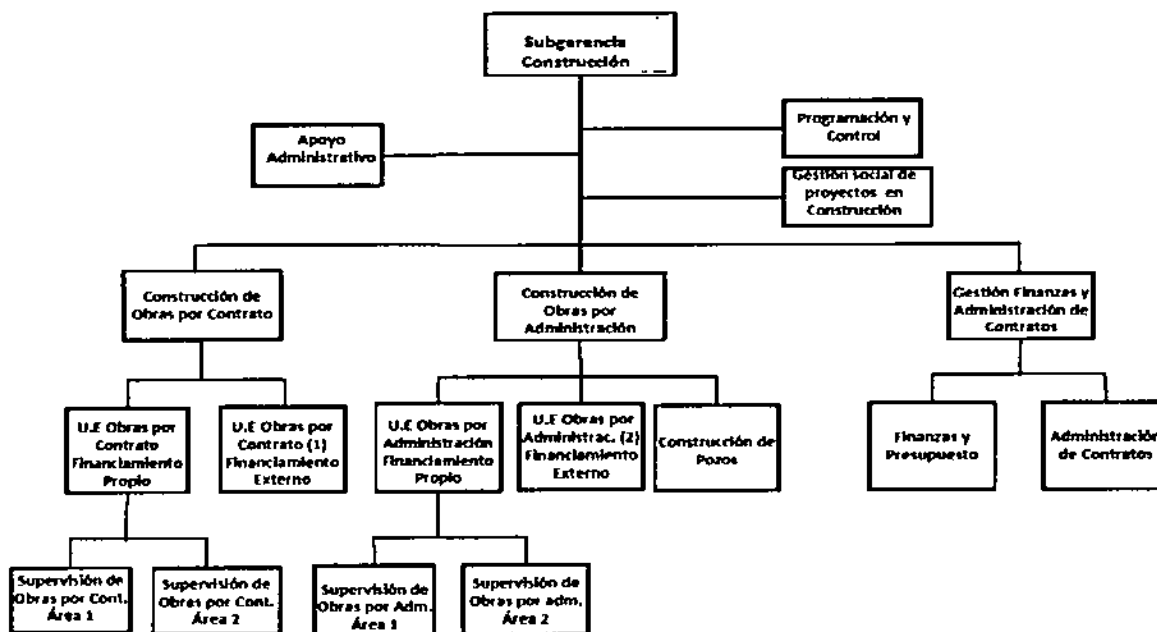 Subgerencia
Construcción
Programación y
Control
Apoyo
Administrativo
Gestión social de
proyectos en
Construcción
Construcción de
Obras por Contrato
Construcción de
Obras por
Administración
Gestión Finanzas y
Administración de
Contratos
U.E Obras por
Contrato
Financiamiento
Propio
U.E Obras por
Contrato (1)
Financiamiento
Externo
U.E Obras por
Administración
Financiamiento
Propio
U.E Obras por
Administrac. (2)
Financiamiento
Externo
Construcción de
Pozos
Finanzas y
Presupuesto
Administración
de Contratos
Supervisión de
Obras por Cont.
Área 1
Supervisión de
Obras por Cont.
Área 2
Supervisión de
Obras por Adm.
Área 1
Supervisión de
Obras por adm.
Área 2